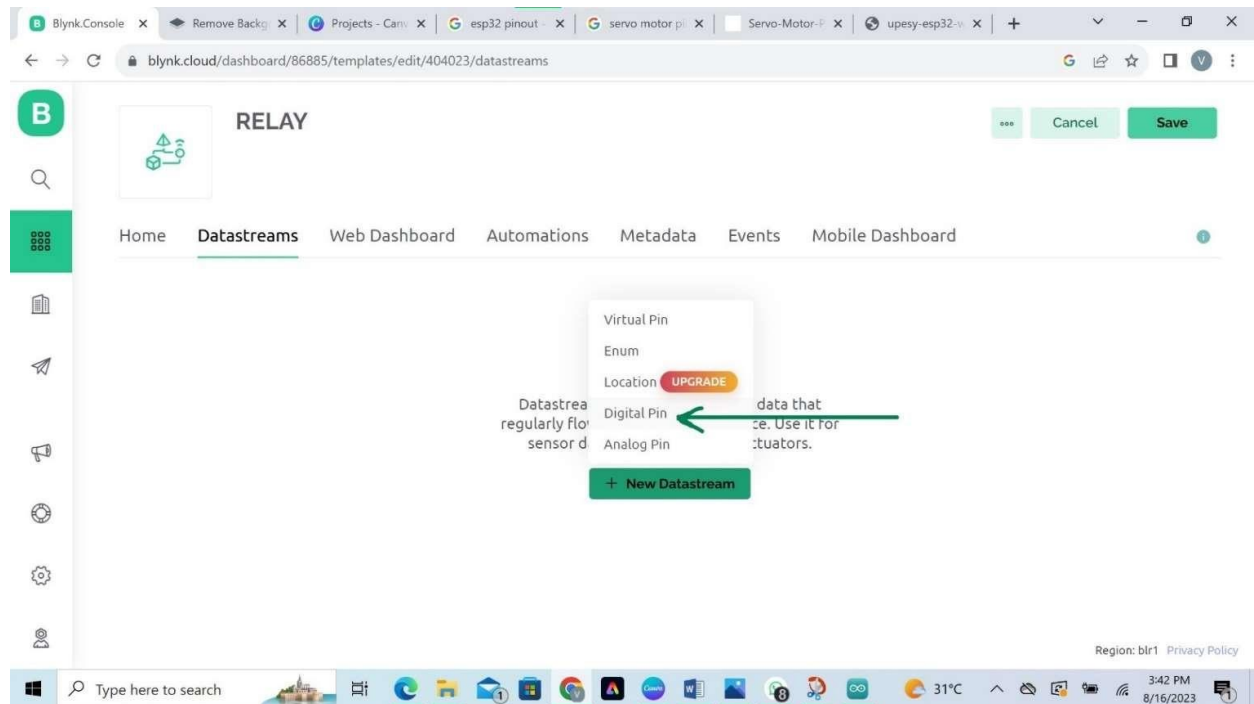 Blynk.Console
Remove Backg
Projects - Canv
esp32 pinout -
servo motor pi
Servo-Motor-P
upesy-esp32-w
blynk.cloud/dashboard/86885/templates/edit/404023/datastreams
G
V
B
RELAY
Cancel
Save
Home
Datastreams
Web Dashboard
Automations
Metadata
Events
Mobile Dashboard
Virtual Pin
Enum
Location UPGRADE
Digital Pin
Analog Pin
Datastrea data that
regularly flo ce. Use it for
sensor d ctuators.
+ New Datastream
Region: blr1 Privacy Policy
Type here to search
31°C
3:42 PM
8/16/2023